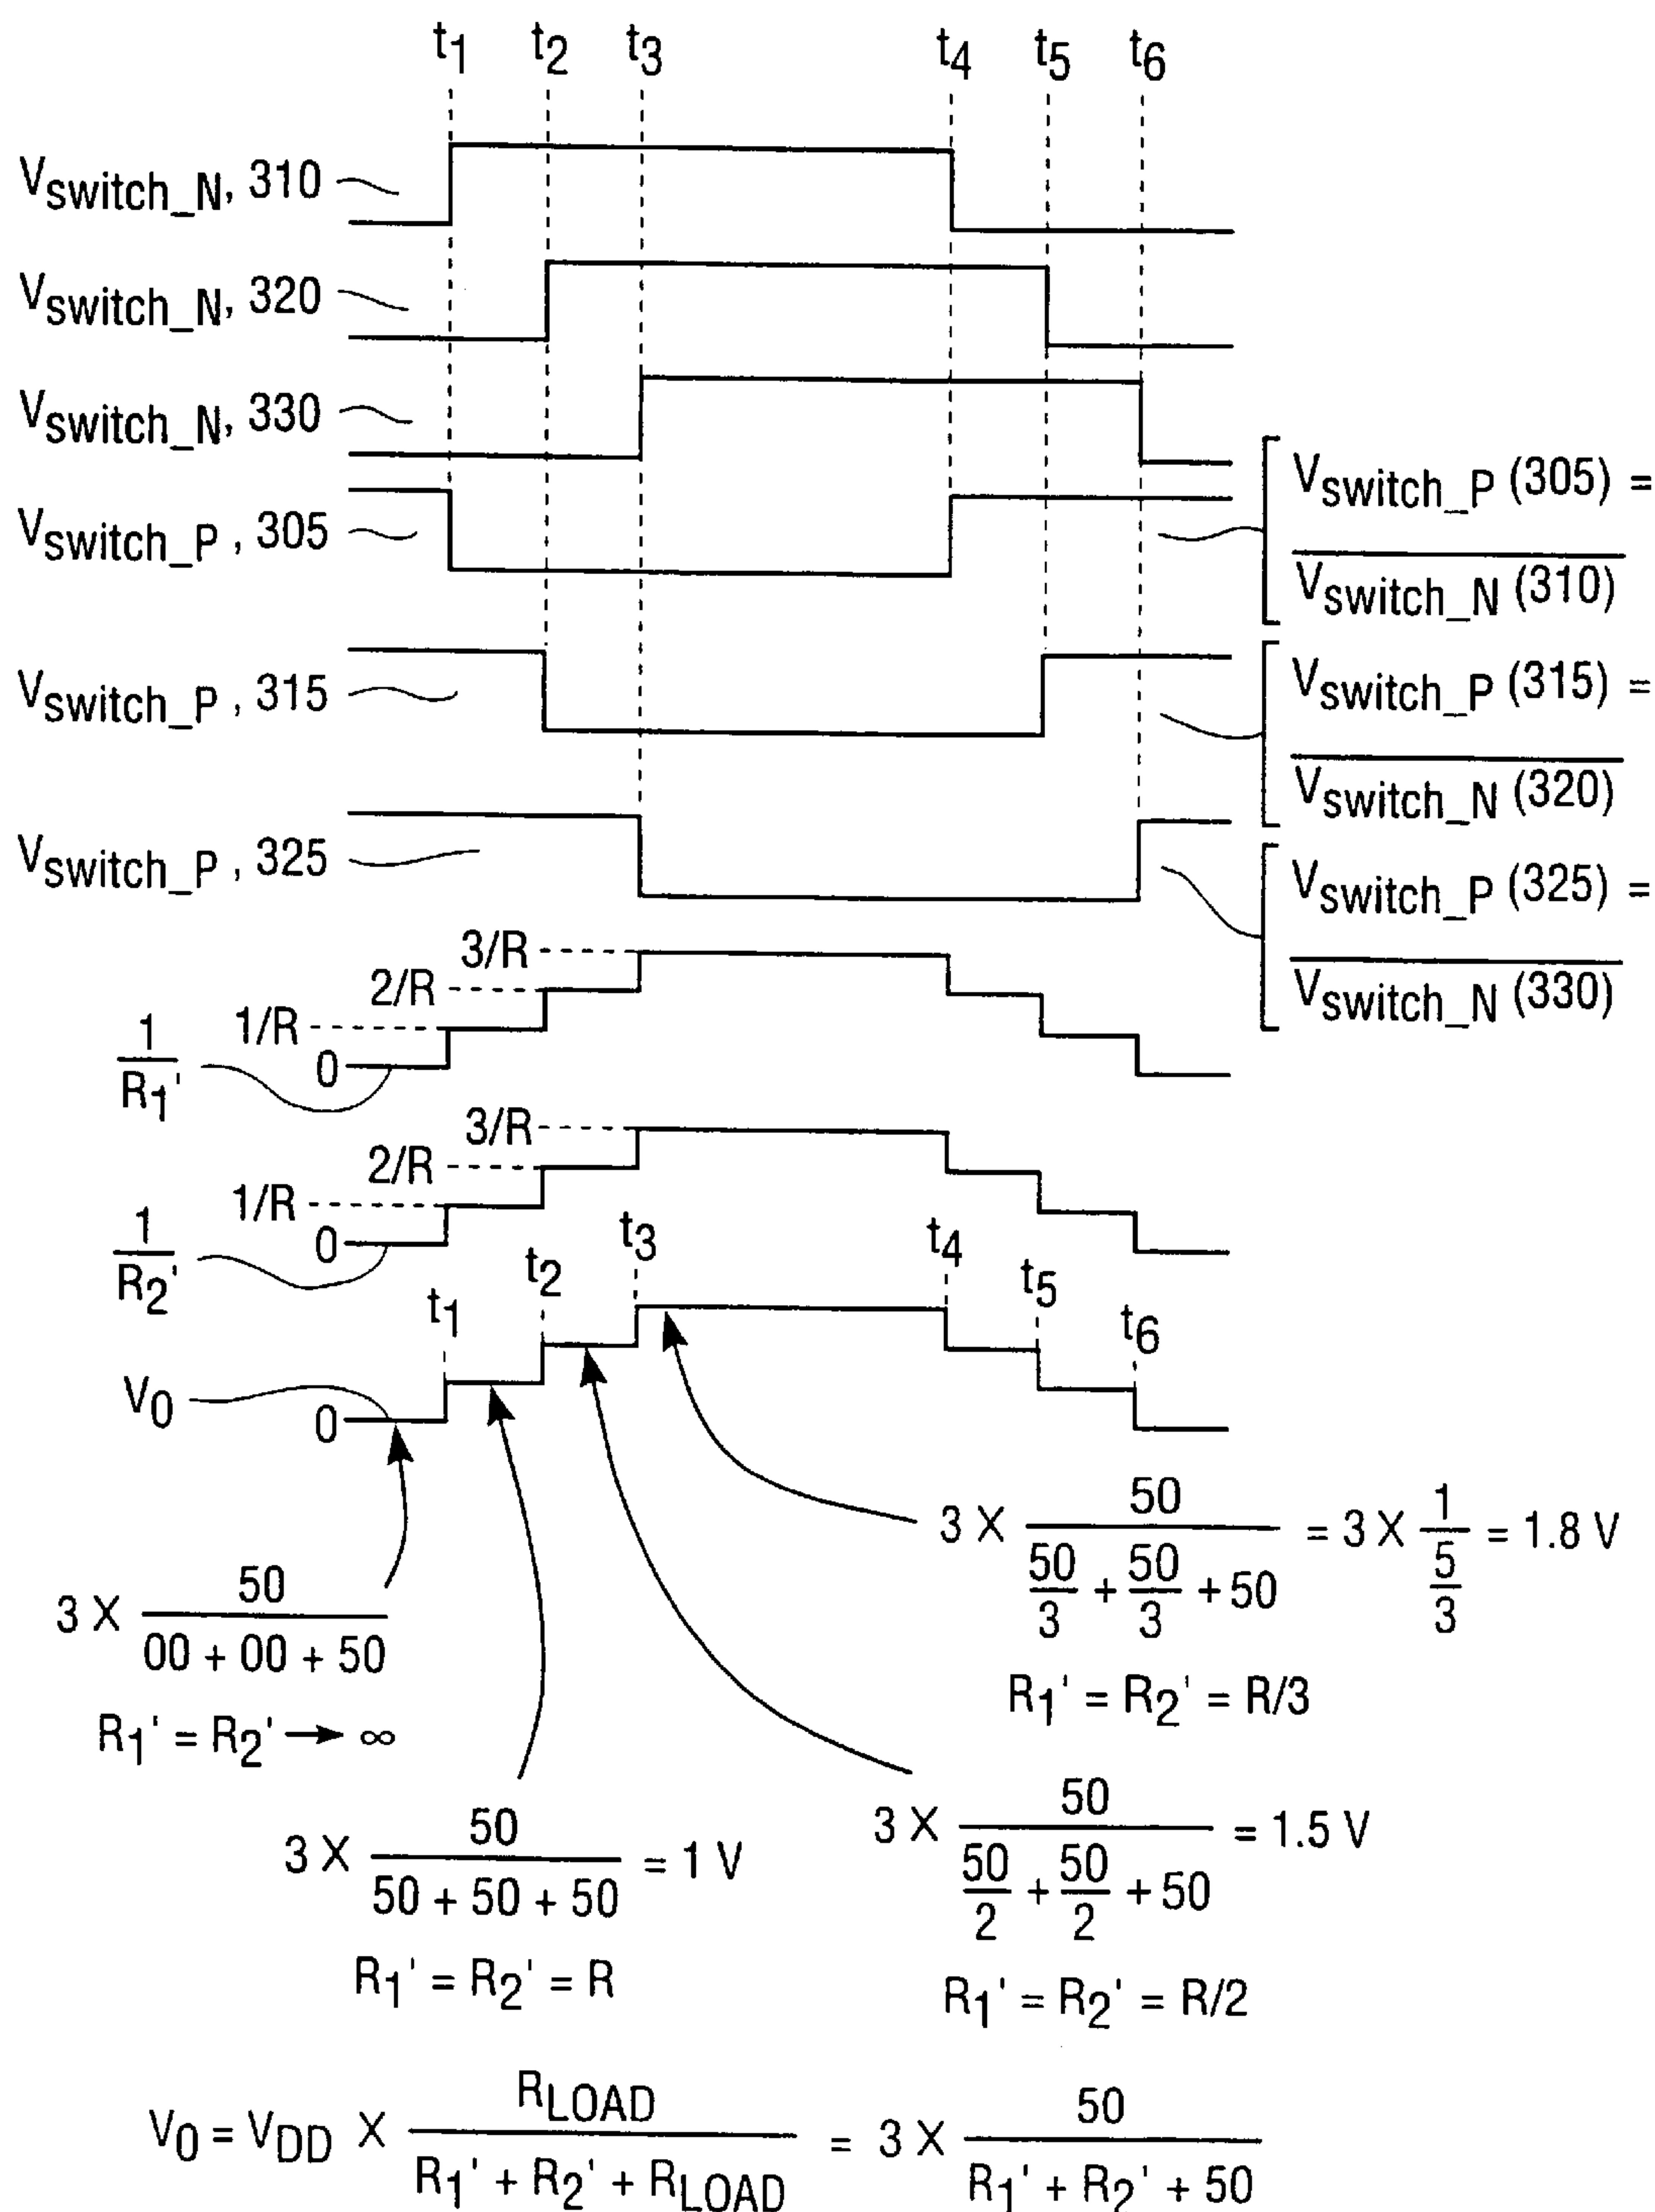 t1 t2 t3 t4 t5 t6
Vswitch_N, 310
Vswitch_N, 320
Vswitch_N, 330
Vswitch_P , 305
Vswitch_P (305) =
Vswitch_N (310)
Vswitch_P , 315
Vswitch_P (315) =
Vswitch_N (320)
Vswitch_P , 325
Vswitch_P (325) =
Vswitch_N (330)
3/R
2/R
1/R
0
1
R1'
3/R
2/R
1/R
0
1
R2'
t1 t2 t3 t4 t5 t6
V0
0
3 X 50 / 50/3 + 50/3 + 50 = 3 X 1 / 5/3 = 1.8 V
R1' = R2' = R/3
3 X 50 / 00 + 00 + 50
R1' = R2' → ∞
3 X 50 / 50 + 50 + 50 = 1 V
R1' = R2' = R
3 X 50 / 50/2 + 50/2 + 50 = 1.5 V
R1' = R2' = R/2
V0 = VDD X RLOAD / R1' + R2' + RLOAD = 3 X 50 / R1' + R2' + 50